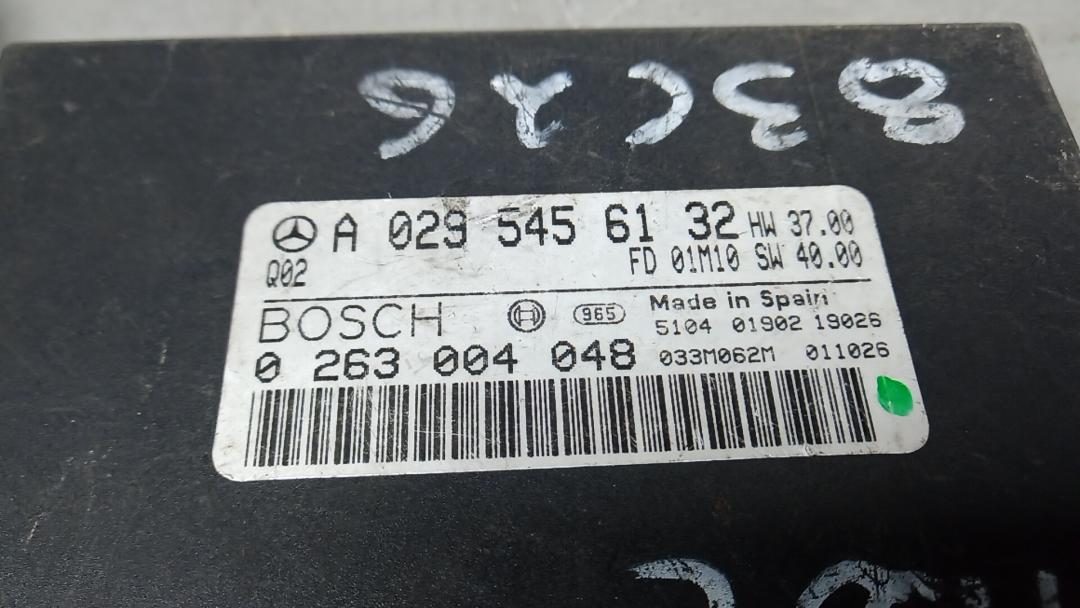 A 029 545 61 32 HW 37.00
Q02 FD 01M10 SW 40.00
BOSCH 965 Made in Spain
5104 01902 19026
0 263 004 048 033M062M 011026